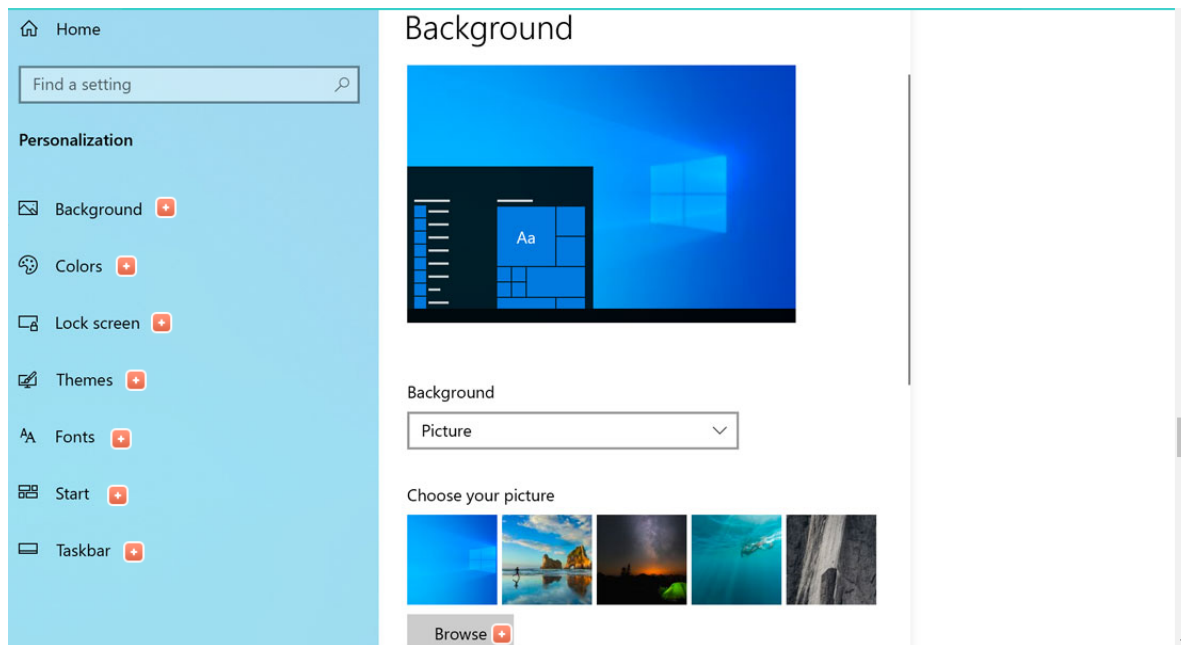 Home
Find a setting
Personalization
Background
Colors
Lock screen
Themes
Fonts
Start
Taskbar
Background
Aa
Background
Picture
Choose your picture
Browse